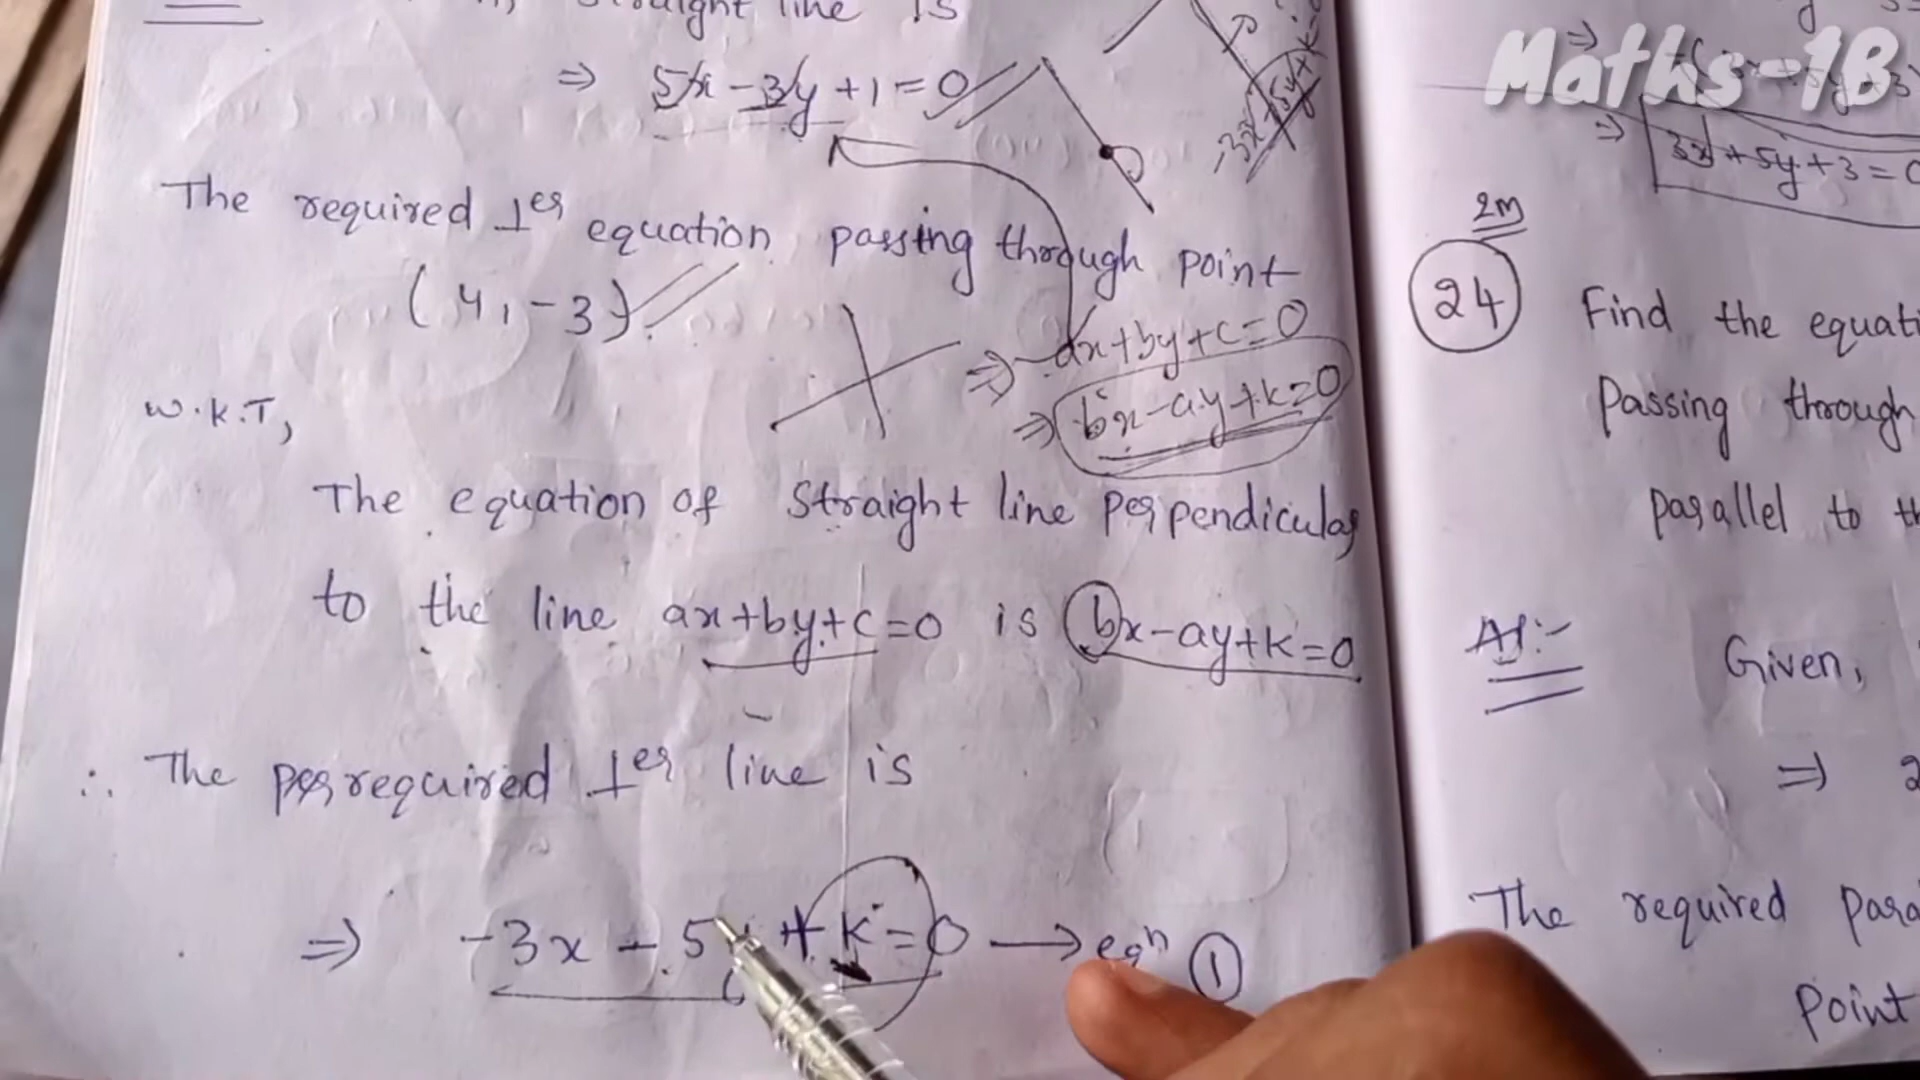 straight line is
⇒ 5x - 3y + 1 = 0
The required ⊥er equation passing through point
(4, -3)
⇒ ax+by+c=0
⇒ bx-ay+k=0
W.K.T,
The equation of straight line perpendicular
to the line ax+by+c=0 is bx-ay+k=0
∴ The required ⊥er line is
⇒ -3x - 5y + k = 0 → eqn ①
Maths-1B
⇒
⇒ 3x + 5y + 3 = 0
2m
24 Find the equati
Passing through
parallel to th
A):-
Given,
⇒ 2
The required para
point